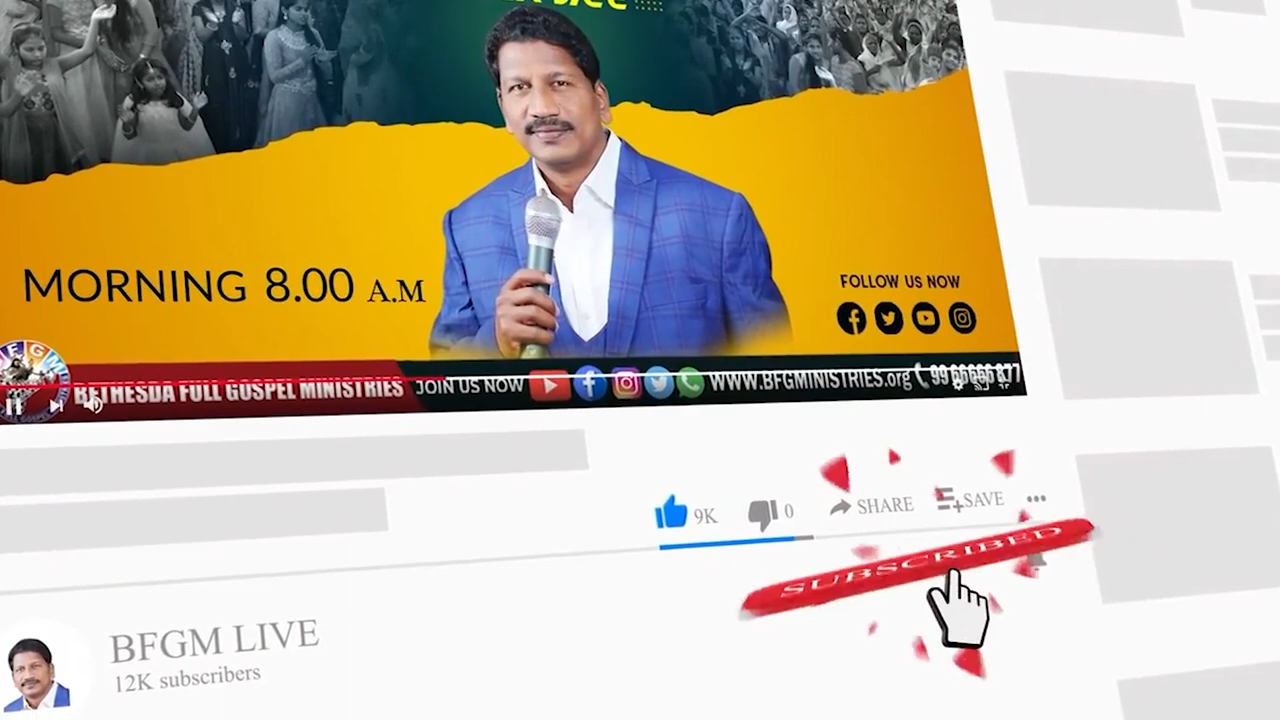 MORNING 8.00 A.M
FOLLOW US NOW
BETHESDA FULL GOSPEL MINISTRIES
JOIN US NOW
WWW.BFGMINISTRIES.org
9K
0
SHARE
SAVE
SUBSCRIBED
BFGM LIVE
12K subscribers